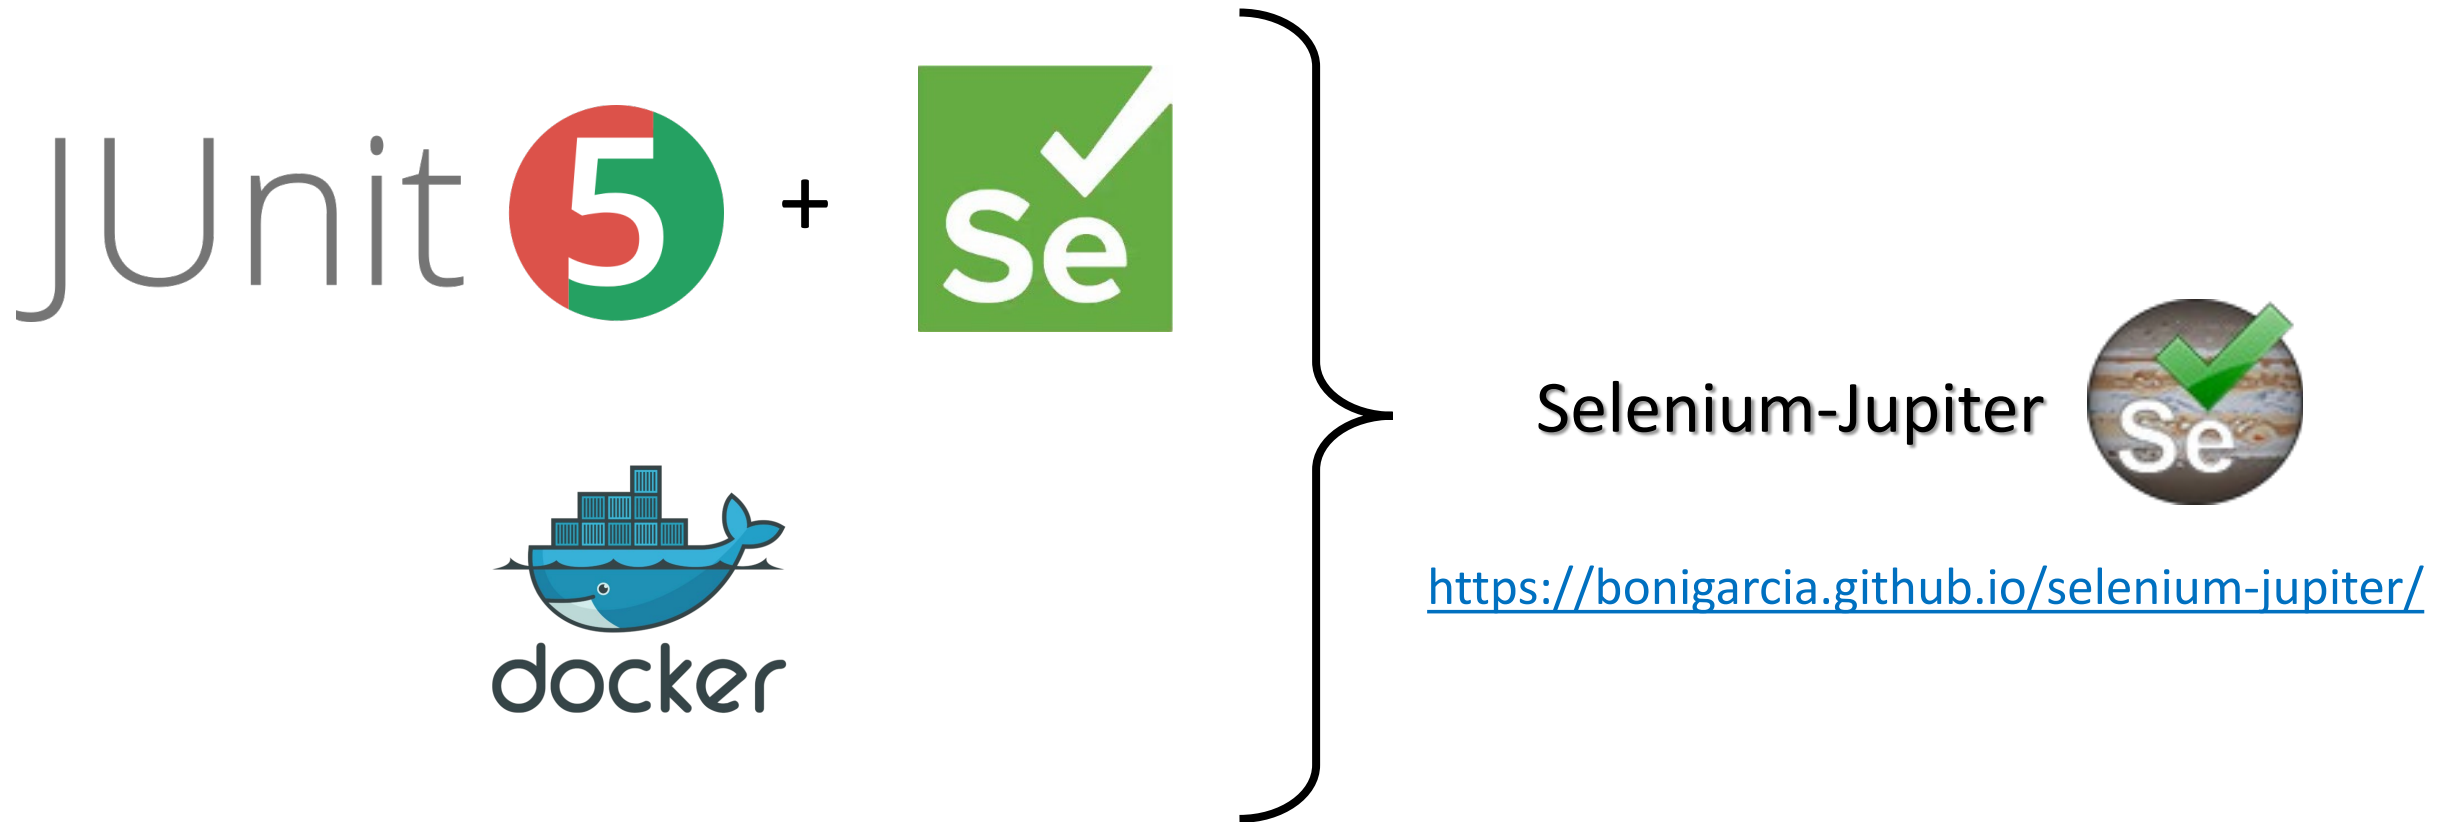 JUnit 5
+
Se
docker
Selenium-Jupiter
Se
https://bonigarcia.github.io/selenium-jupiter/